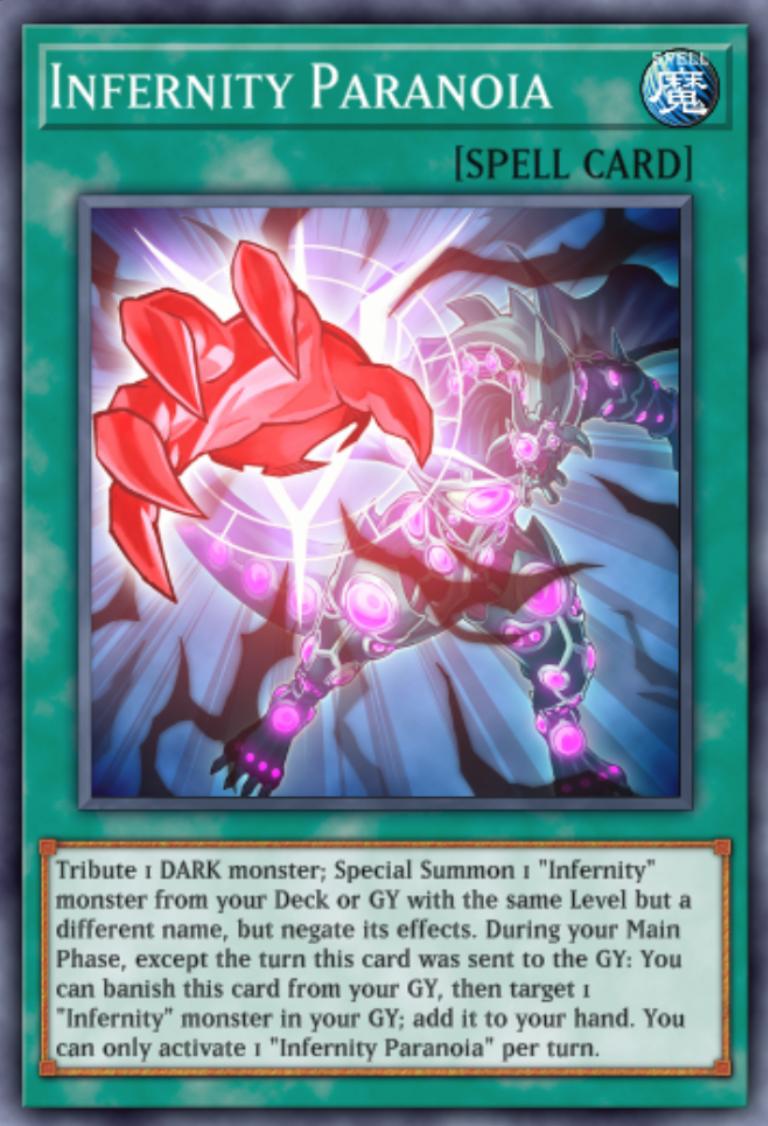 INFERNITY PARANOIA
SPELL
魔
[SPELL CARD]
Tribute 1 DARK monster; Special Summon 1 "Infernity"
monster from your Deck or GY with the same Level but a
different name, but negate its effects. During your Main
Phase, except the turn this card was sent to the GY: You
can banish this card from your GY, then target 1
"Infernity" monster in your GY; add it to your hand. You
can only activate 1 "Infernity Paranoia" per turn.